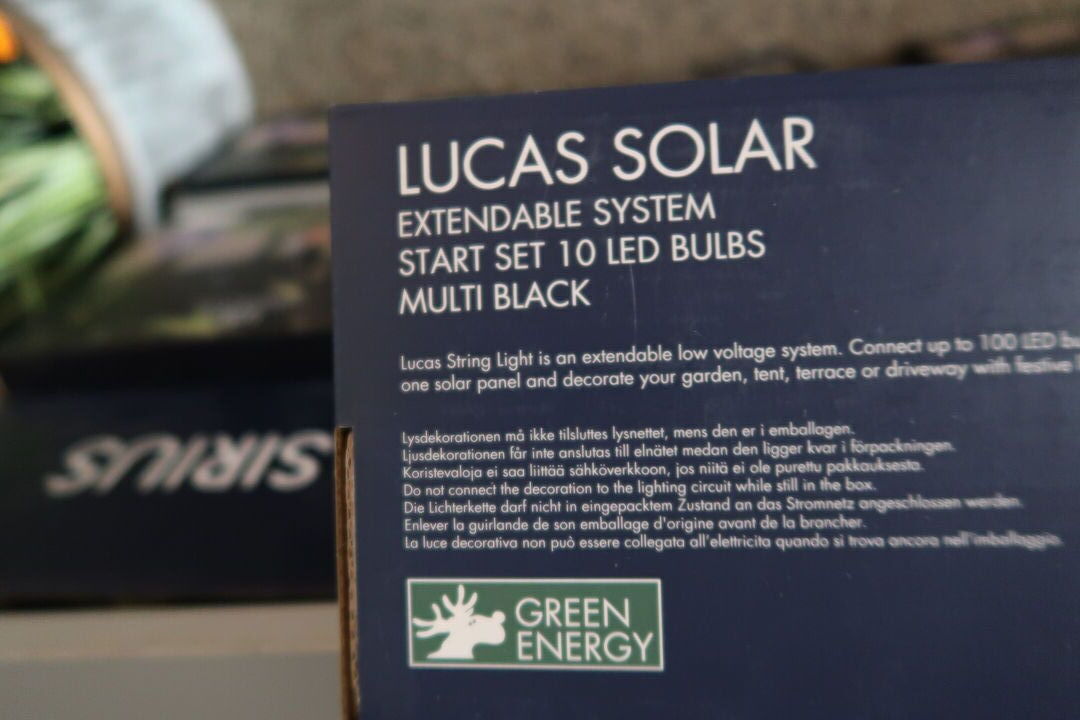 LUCAS SOLAR
EXTENDABLE SYSTEM
START SET 10 LED BULBS
MULTI BLACK
Lucas String Light is an extendable low voltage system. Connect up to 100 LED
one solar panel and decorate your garden, tent, terrace or driveway with festive
Lysdekorationen må ikke tilsluttes lysnettet, mens den er i emballagen.
Ljusdekorationen får inte anslutas till elnätet medan den ligger kvar i förpackningen.
Koristevaloja ei saa liittää sähköverkkoon, jos niitä ei ole purettu pakkauksesta.
Do not connect the decoration to the lighting circuit while still in the box.
Die Lichterkette darf nicht in eingepacktem Zustand an das Stromnetz angeschlossen werden.
Enlever la guirlande de son emballage d'origine avant de la brancher.
La luce decorativa non può essere collegata all'elettricita quando si trova ancora nell'imballaggio.
GREEN
ENERGY
SIRIUS